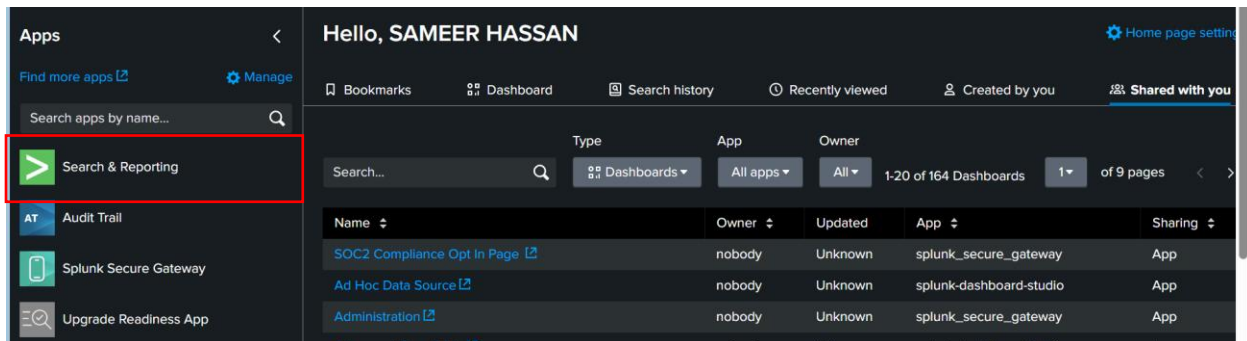 Apps
Find more apps
Manage
Search apps by name...
Search & Reporting
AT Audit Trail
Splunk Secure Gateway
Upgrade Readiness App
Hello, SAMEER HASSAN
Home page setting
Bookmarks Dashboard Search history Recently viewed Created by you Shared with you
Type App Owner
Search... Dashboards All apps All 1-20 of 164 Dashboards 1 of 9 pages
Name Owner Updated App Sharing
SOC2 Compliance Opt In Page nobody Unknown splunk_secure_gateway App
Ad Hoc Data Source nobody Unknown splunk-dashboard-studio App
Administration nobody Unknown splunk_secure_gateway App